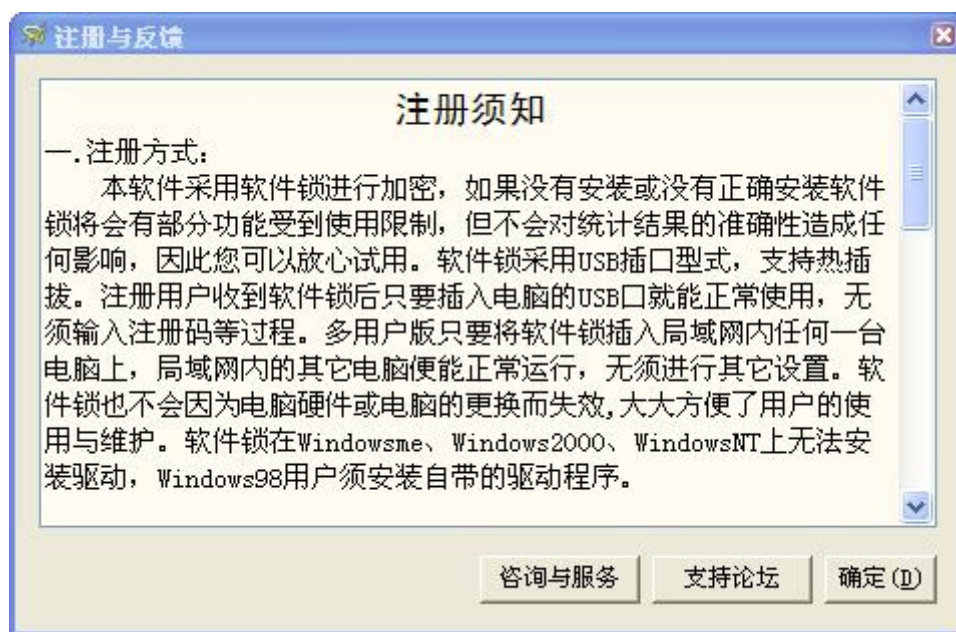 注册与反馈
注册须知
一.注册方式：
本软件采用软件锁进行加密，如果没有安装或没有正确安装软件
锁将会有部分功能受到使用限制，但不会对统计结果的准确性造成任
何影响，因此您可以放心试用。软件锁采用USB插口型式，支持热插
拨。注册用户收到软件锁后只要插入电脑的USB口就能正常使用，无
须输入注册码等过程。多用户版只要将软件锁插入局域网内任何一台
电脑上，局域网内的其它电脑便能正常运行，无须进行其它设置。软
件锁也不会因为电脑硬件或电脑的更换而失效,大大方便了用户的使
用与维护。软件锁在Windowsme、Windows2000、WindowsNT上无法安
装驱动，Windows98用户须安装自带的驱动程序。
咨询与服务 支持论坛 确定(D)